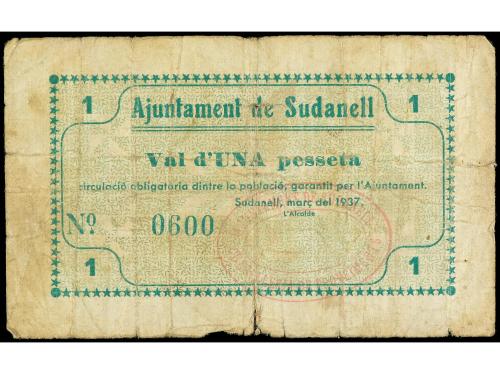 1 Ajuntament de Sudanell 1
Val d'UNA pesseta
circulació obligatoria dintre la població, garantit per l'Ajuntament.
Sudanell, març del 1937.
L'Alcalde
Nº. 0600
1 1